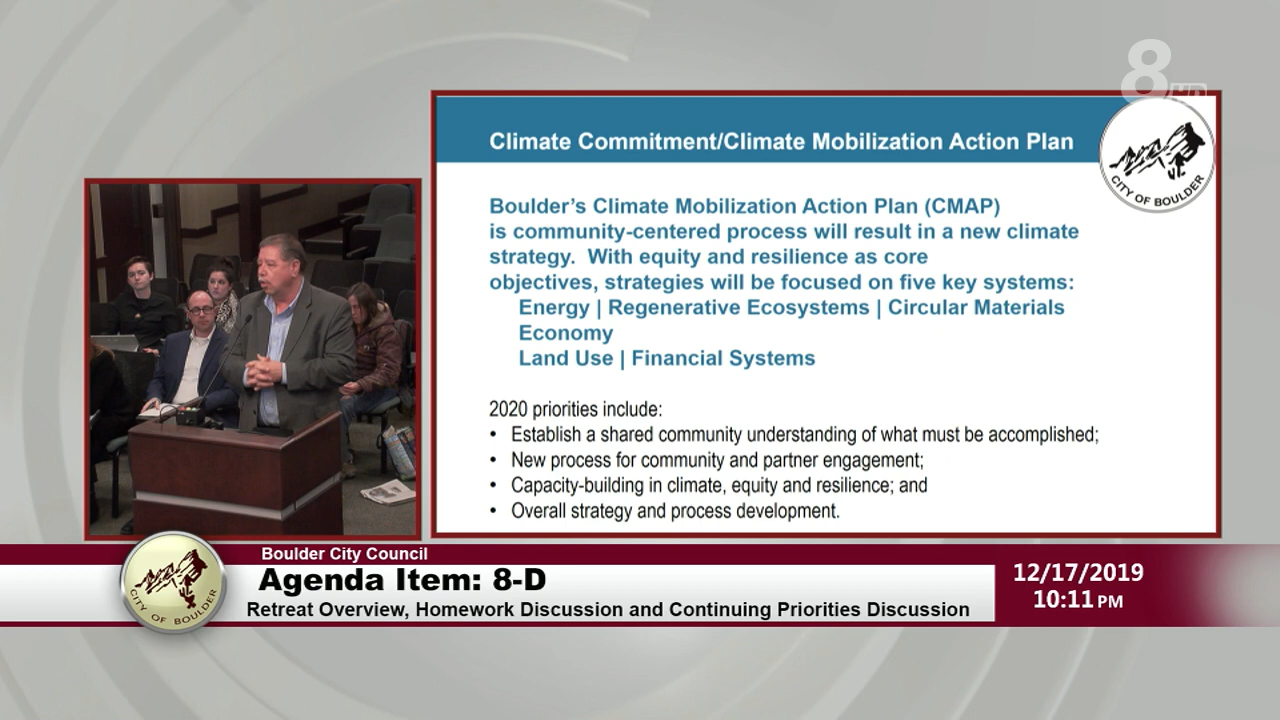 8
HD
Climate Commitment/Climate Mobilization Action Plan
CITY OF BOULDER
Boulder’s Climate Mobilization Action Plan (CMAP)
is community-centered process will result in a new climate
strategy.  With equity and resilience as core
objectives, strategies will be focused on five key systems:
Energy | Regenerative Ecosystems | Circular Materials
Economy
Land Use | Financial Systems
2020 priorities include:
• Establish a shared community understanding of what must be accomplished;
• New process for community and partner engagement;
• Capacity-building in climate, equity and resilience; and
• Overall strategy and process development.
Boulder City Council
Agenda Item: 8-D
Retreat Overview, Homework Discussion and Continuing Priorities Discussion
CITY OF BOULDER
12/17/2019
10:11 PM